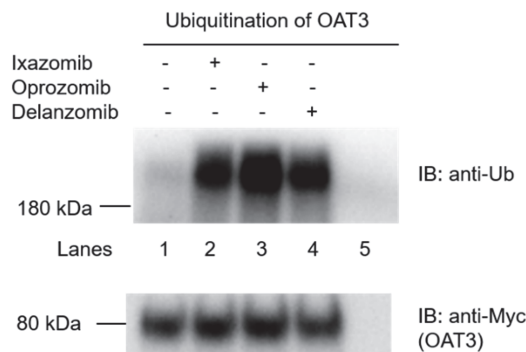 Ubiquitination of OAT3
Ixazomib - + - -
Oprozomib - - + -
Delanzomib - - - +
IB: anti-Ub
180 kDa
Lanes 1 2 3 4 5
80 kDa
IB: anti-Myc
(OAT3)